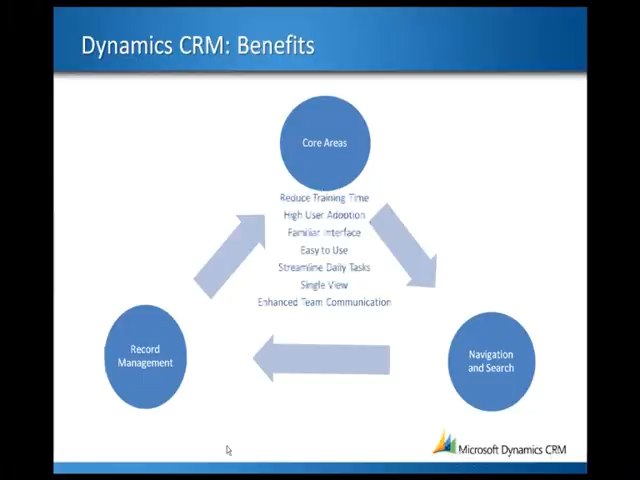 Dynamics CRM: Benefits
Core Areas
Reduce Training Time
High User Adoption
Familiar Interface
Easy to Use
Streamline Daily Tasks
Single View
Enhanced Team Communication
Record
Management
Navigation
and Search
Microsoft Dynamics CRM